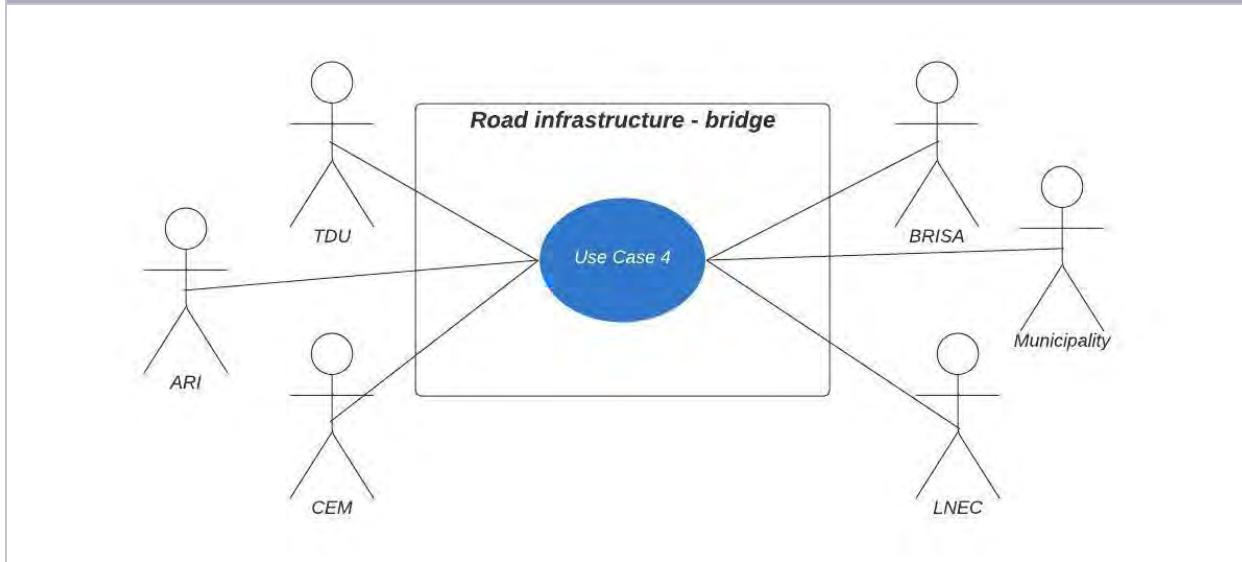 Road infrastructure - bridge
TDU
BRISA
Use Case 4
Municipality
ARI
CEM
LNEC